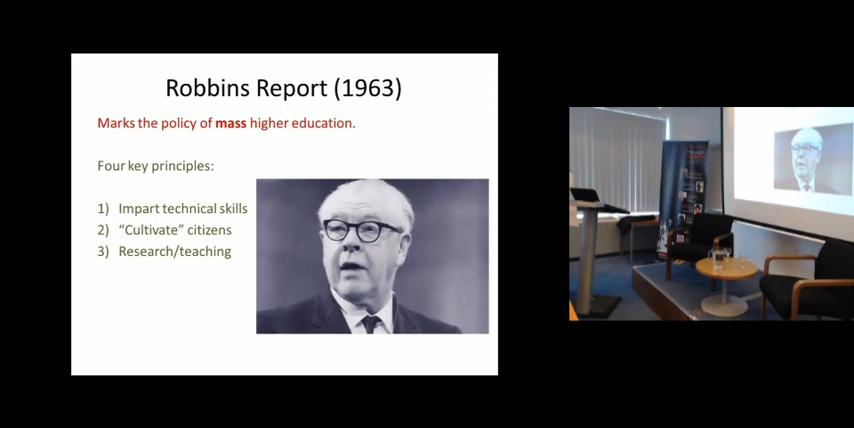 Robbins Report (1963)
Marks the policy of mass higher education.
Four key principles:
1) Impart technical skills
2) “Cultivate” citizens
3) Research/teaching